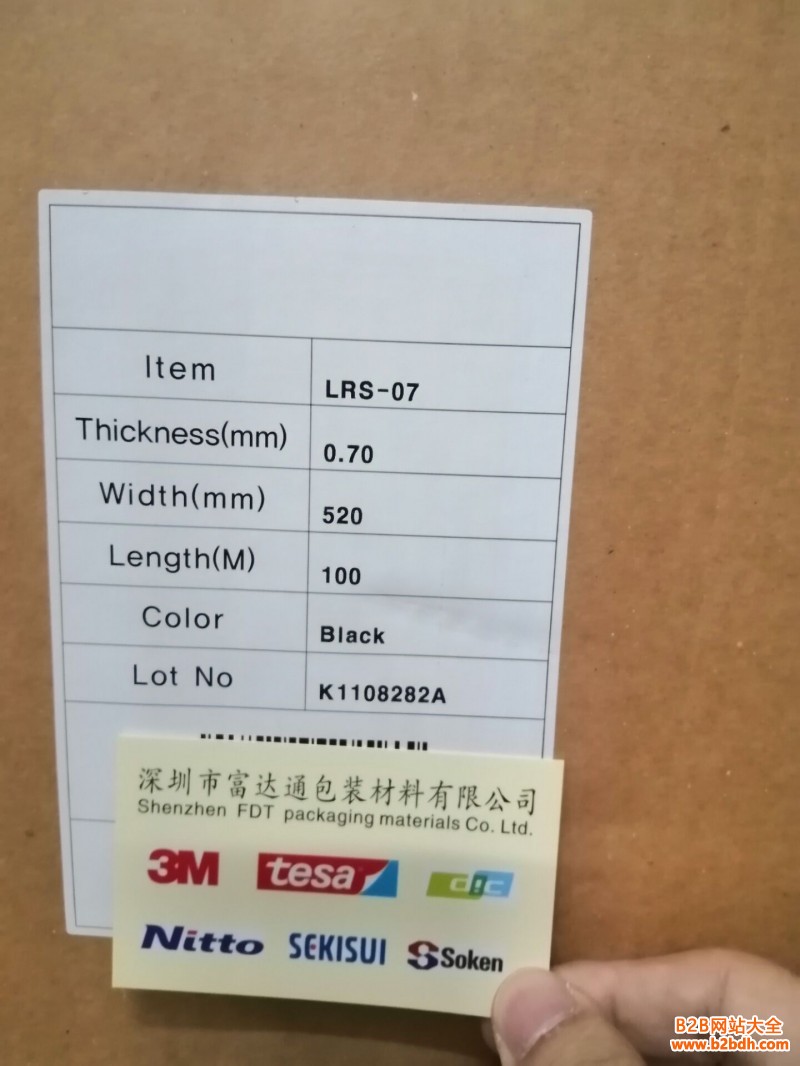 Item LRS-07
Thickness(mm) 0.70
Width(mm) 520
Length(M) 100
Color Black
Lot No K1108282A
深圳市富达通包装材料有限公司
Shenzhen FDT packaging materials Co. Ltd.
3M tesa dic
Nitto SEKISUI Soken
B2B网站大全
www.b2bdh.com